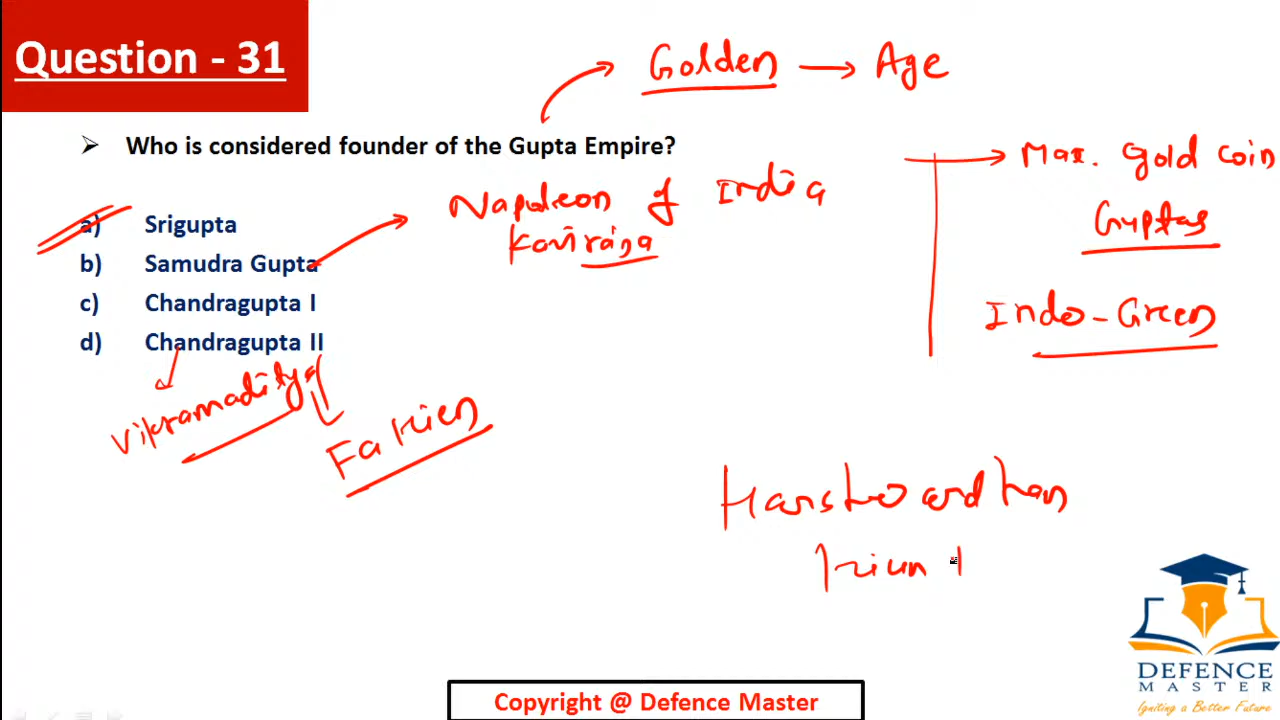 Question - 31
Golden → Age
➢ Who is considered founder of the Gupta Empire?
→ Max. Gold coin
Guptas
Indo-Green
a) Srigupta
Napoleon of India
Kaviraja
b) Samudra Gupta
c) Chandragupta I
d) Chandragupta II
Vikramaditya
Fa Hien
Harshwardhan
DEFENCE
MASTER
Igniting a Better Future
Copyright @ Defence Master